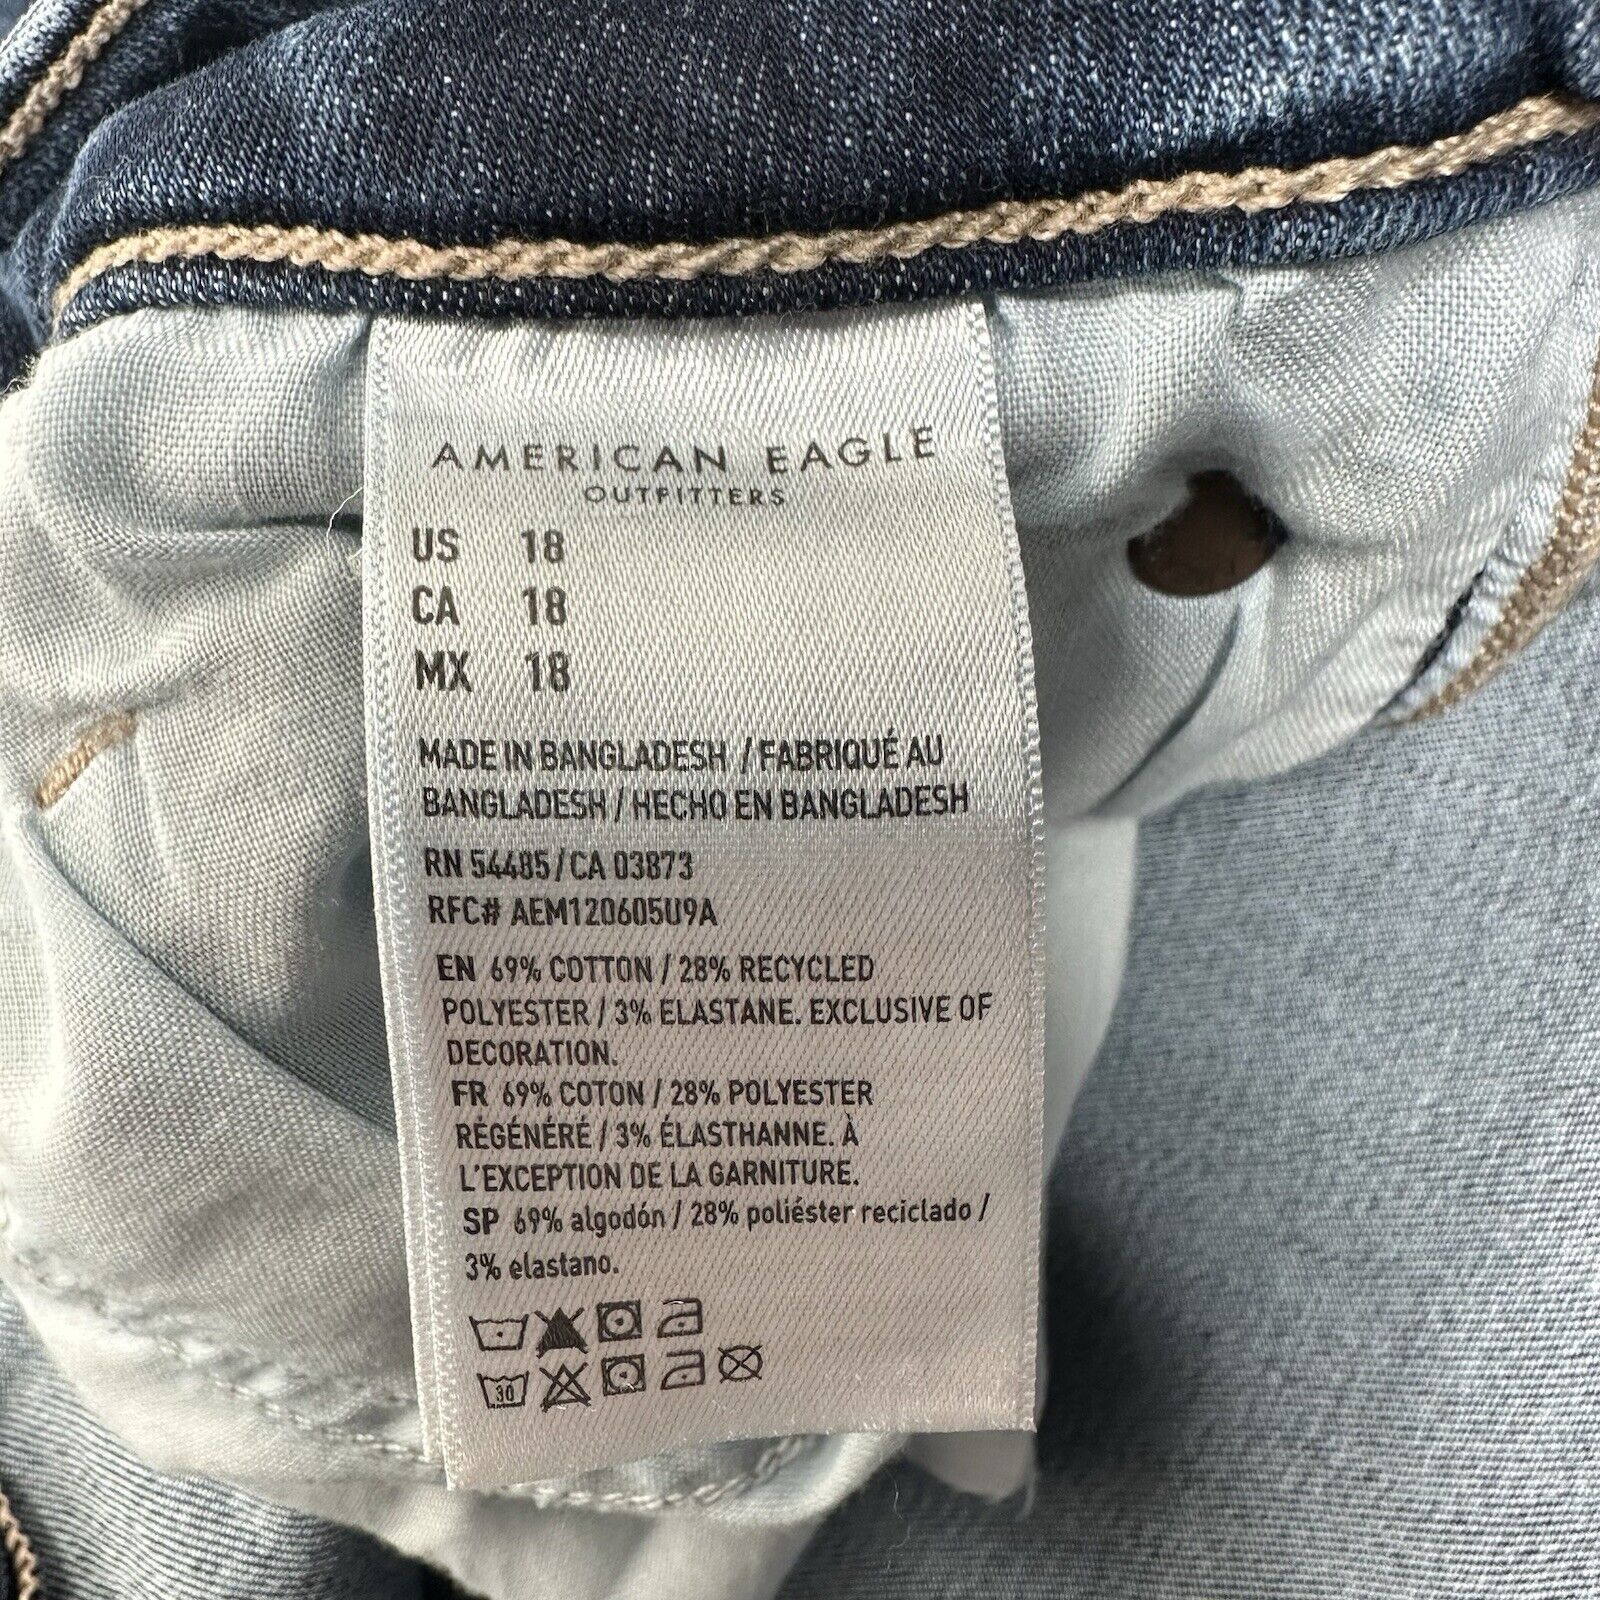 AMERICAN EAGLE
OUTFITTERS
US 18
CA 18
MX 18
MADE IN BANGLADESH / FABRIQUÉ AU
BANGLADESH / HECHO EN BANGLADESH
RN 54485/CA 03873
RFC# AEM120605U9A
EN 69% COTTON / 28% RECYCLED
POLYESTER / 3% ELASTANE. EXCLUSIVE OF
DECORATION.
FR 69% COTON / 28% POLYESTER
RÉGÉNÉRÉ / 3% ÉLASTHANNE. À
L'EXCEPTION DE LA GARNITURE.
SP 69% algodón / 28% poliéster reciclado /
3% elastano.
30